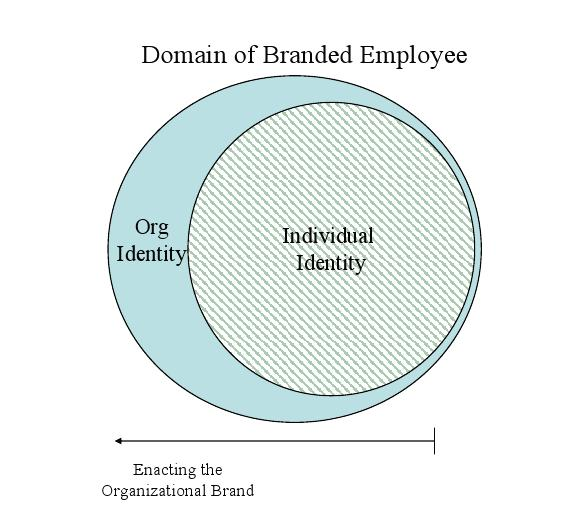 Domain of Branded Employee
Org
Identity
Individual
Identity
Enacting the
Organizational Brand